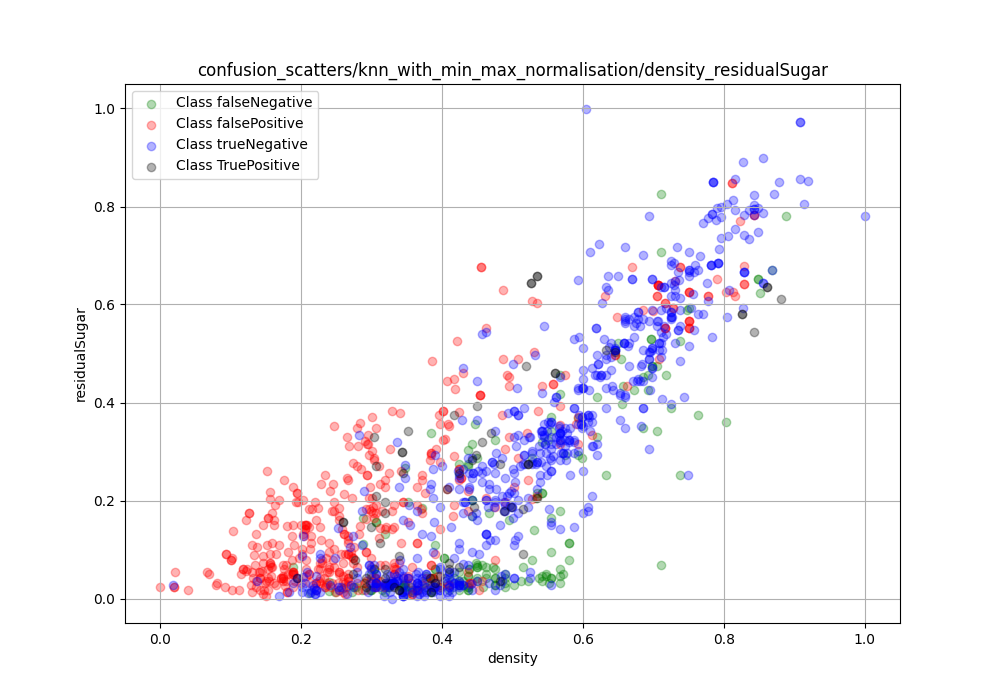 confusion_scatters/knn_with_min_max_normalisation/density_residualSugar
Class falseNegative
Class falsePositive
Class trueNegative
Class TruePositive
1.0
0.8
0.6
0.4
0.2
0.0
residualSugar
0.0 0.2 0.4 0.6 0.8 1.0
density